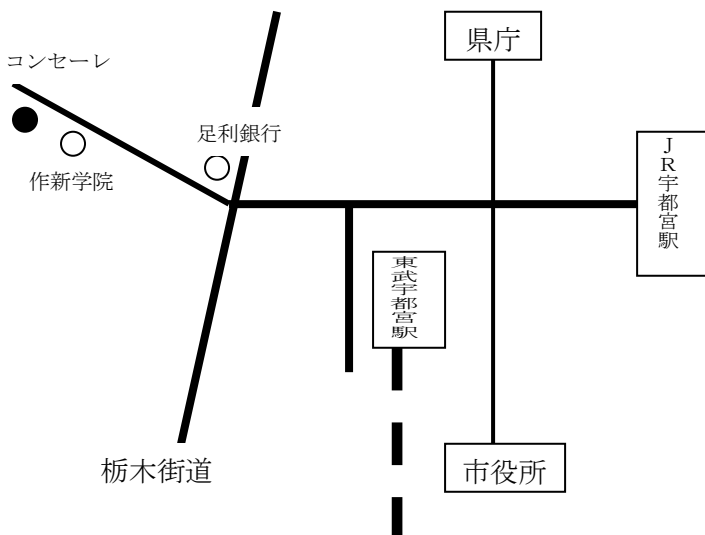 県庁
コンセーレ
足利銀行
作新学院
JR宇都宮駅
東武宇都宮駅
栃木街道
市役所